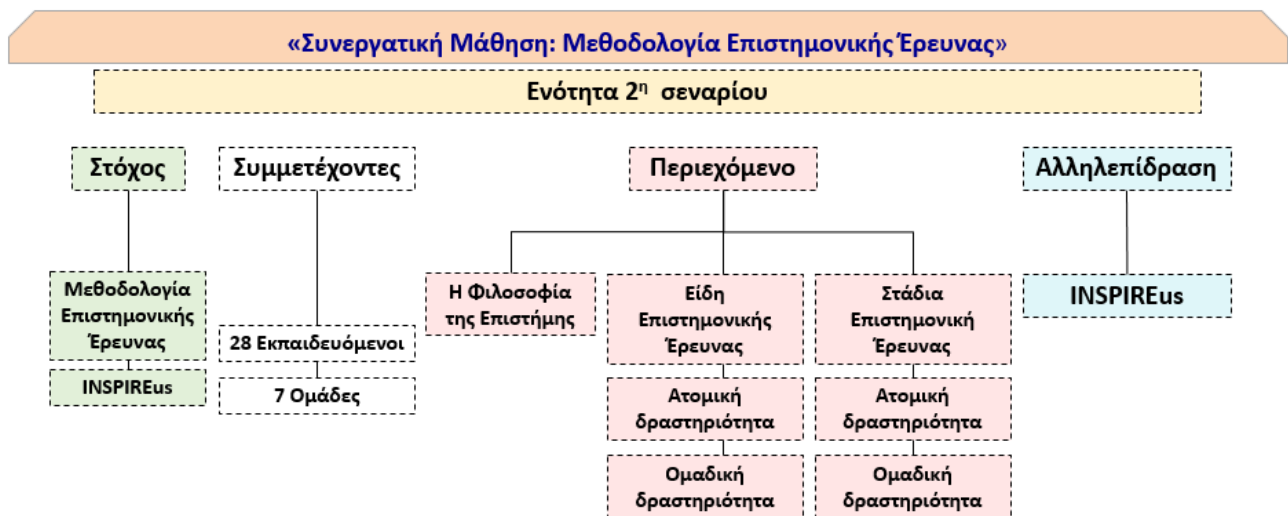 «Συνεργατική Μάθηση: Μεθοδολογία Επιστημονικής Έρευνας»
Ενότητα 2η σεναρίου
Στόχος
Μεθοδολογία
Επιστημονικής
Έρευνας
INSPIREus
Συμμετέχοντες
28 Εκπαιδευόμενοι
7 Ομάδες
Περιεχόμενο
Η Φιλοσοφία
της Επιστήμης
Είδη
Επιστημονικής
Έρευνας
Ατομική
δραστηριότητα
Ομαδική
δραστηριότητα
Στάδια
Επιστημονική
Έρευνας
Ατομική
δραστηριότητα
Ομαδική
δραστηριότητα
Αλληλεπίδραση
INSPIREus